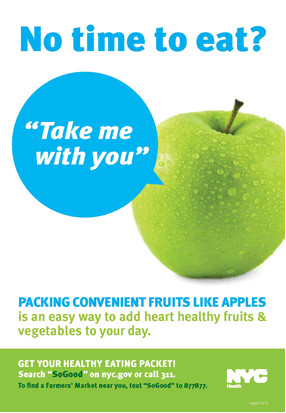 No time to eat?
“Take me
with you”
PACKING CONVENIENT FRUITS LIKE APPLES
is an easy way to add heart healthy fruits &
vegetables to your day.
GET YOUR HEALTHY EATING PACKET!
Search “SoGood” on nyc.gov or call 311.
To find a Farmers’ Market near you, text “SoGood” to 877877.
NYC
Health